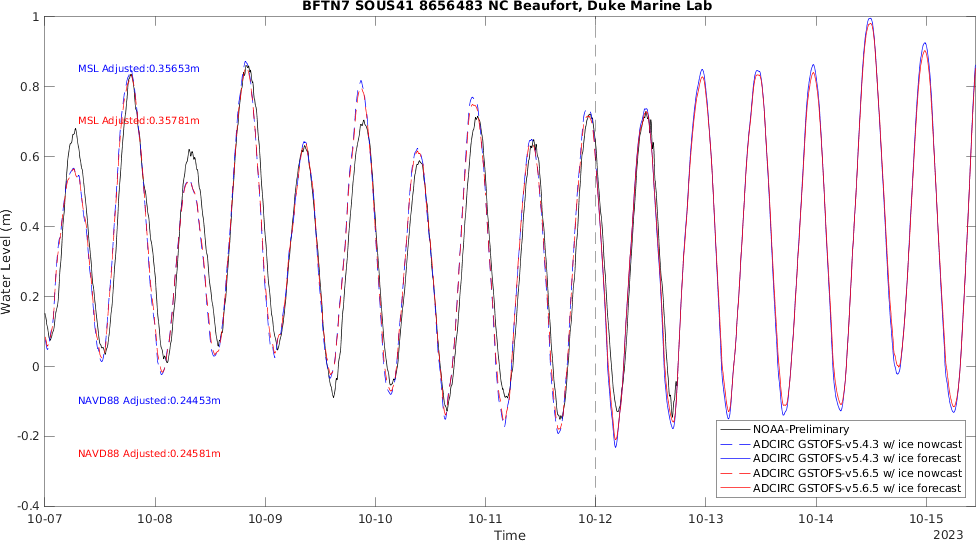 BFTN7 SOUS41 8656483 NC Beaufort, Duke Marine Lab
1
0.8
0.6
0.4
0.2
0
-0.2
-0.4
Water Level (m)
MSL Adjusted:0.35653m
MSL Adjusted:0.35781m
NAVD88 Adjusted:0.24453m
NAVD88 Adjusted:0.24581m
NOAA-Preliminary
ADCIRC GSTOFS-v5.4.3 w/ ice nowcast
ADCIRC GSTOFS-v5.4.3 w/ ice forecast
ADCIRC GSTOFS-v5.6.5 w/ ice nowcast
ADCIRC GSTOFS-v5.6.5 w/ ice forecast
10-07 10-08 10-09 10-10 10-11 10-12 10-13 10-14 10-15
Time
2023